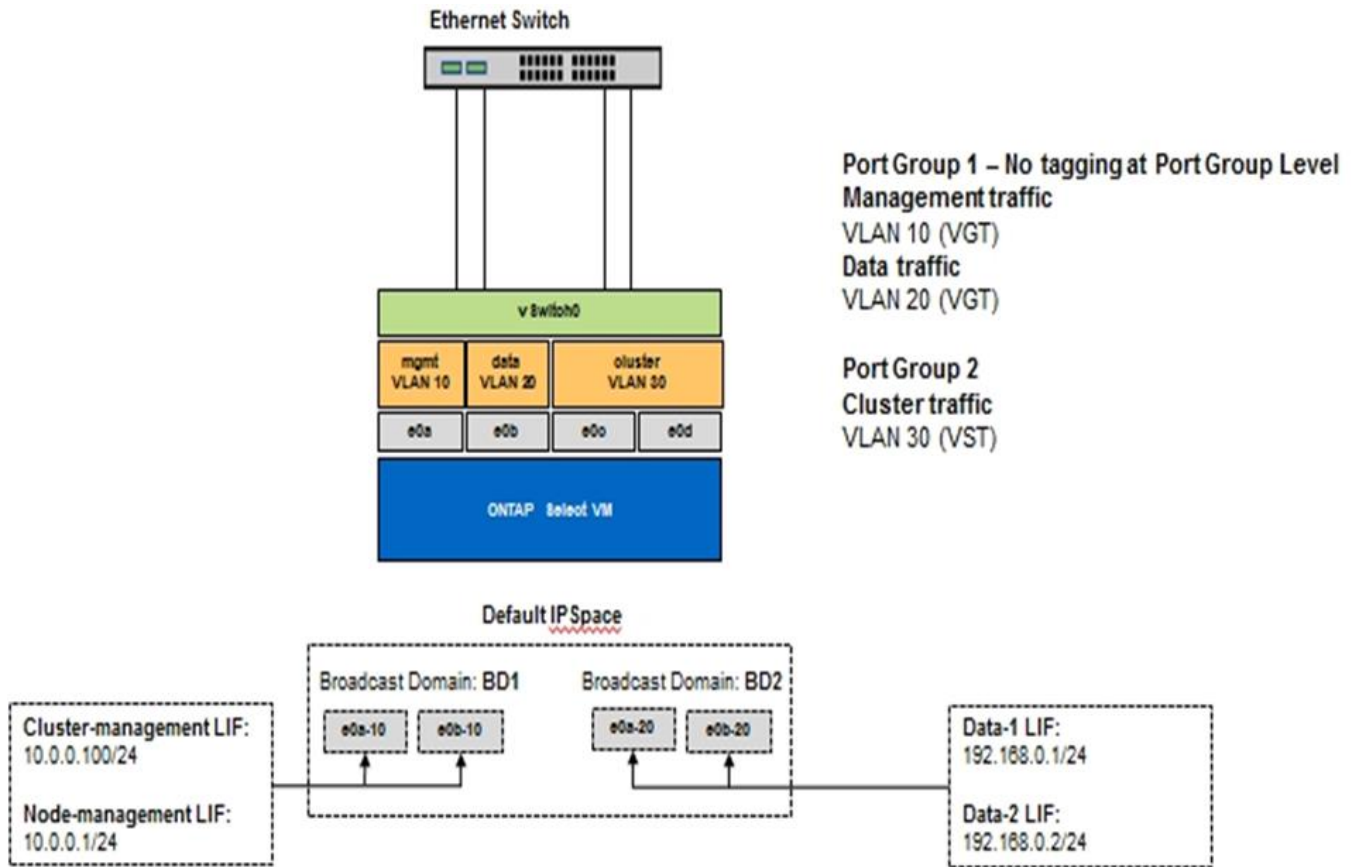 Ethernet Switch
Port Group 1 – No tagging at Port Group Level
Management traffic
VLAN 10 (VGT)
Data traffic
VLAN 20 (VGT)
Port Group 2
Cluster traffic
VLAN 30 (VST)
vSwitch0
mgmt
VLAN 10
data
VLAN 20
cluster
VLAN 30
e0a
e0b
e0c
e0d
ONTAP Select VM
Default IPSpace
Broadcast Domain: BD1
Broadcast Domain: BD2
e0a-10
e0b-10
e0a-20
e0b-20
Cluster-management LIF:
10.0.0.100/24
Node-management LIF:
10.0.0.1/24
Data-1 LIF:
192.168.0.1/24
Data-2 LIF:
192.168.0.2/24